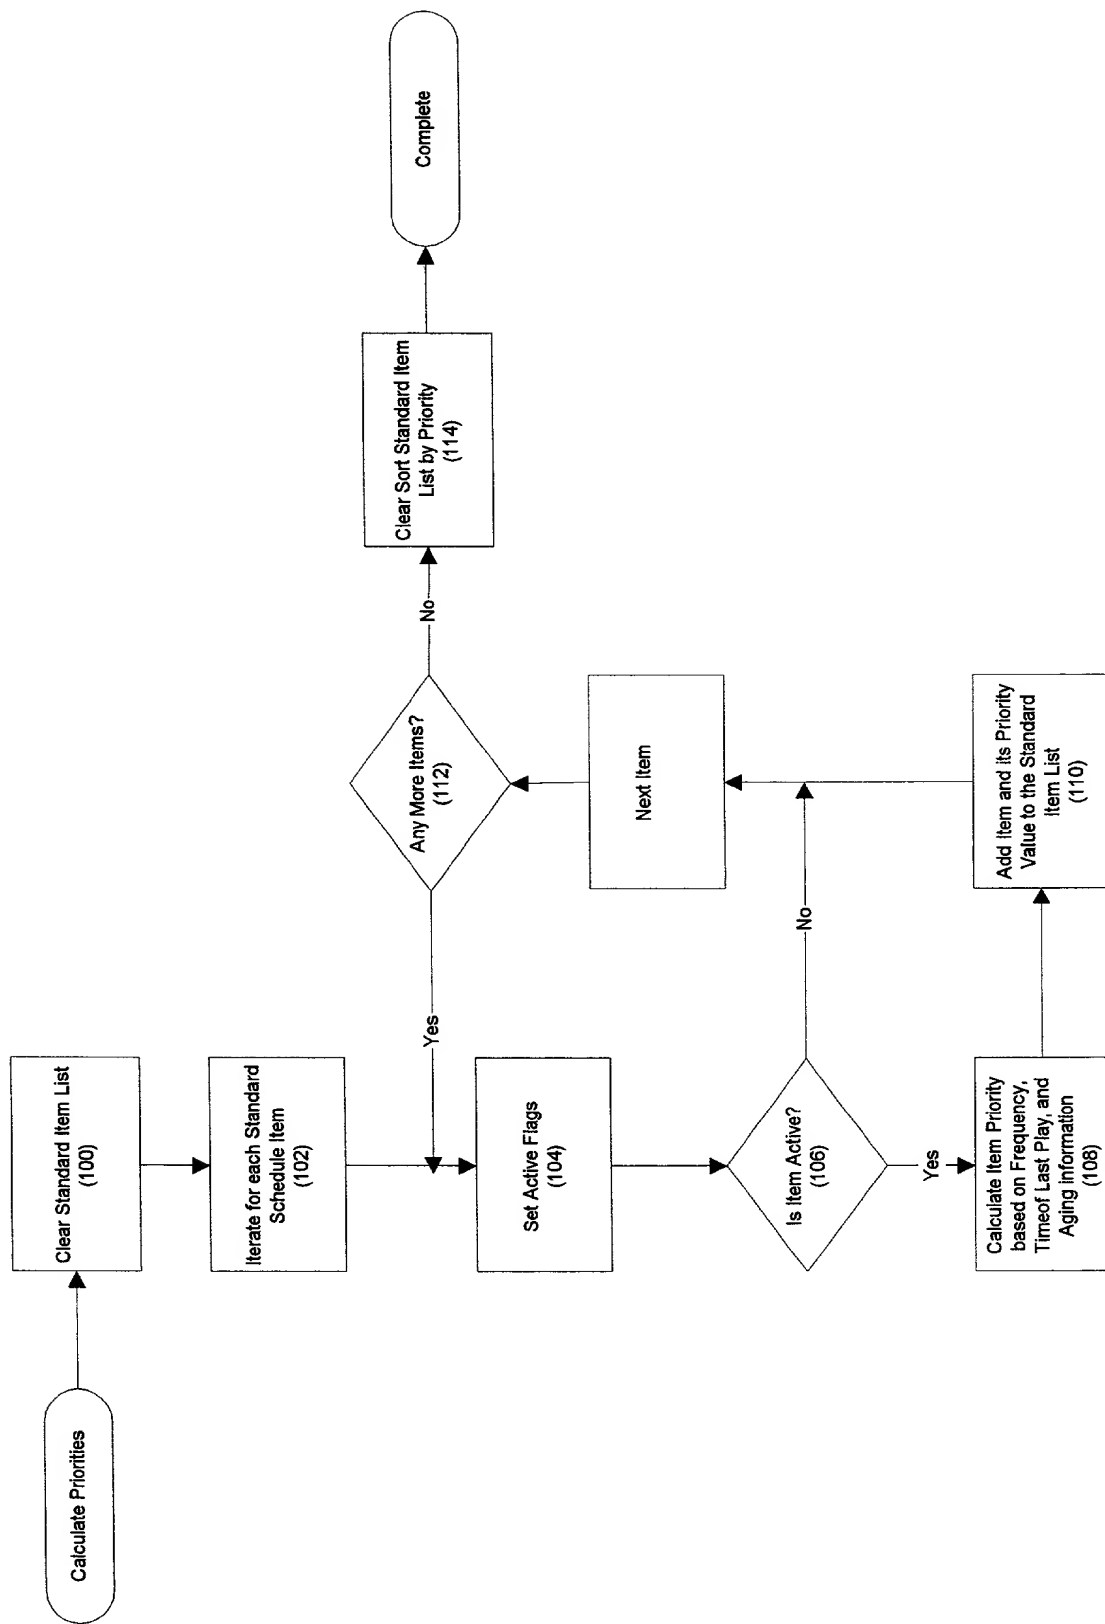 Calculate Priorities
Clear Standard Item List
(100)
Iterate for each Standard
Schedule Item
(102)
Set Active Flags
(104)
Is Item Active?
(106)
Yes
No
Calculate Item Priority
based on Frequency,
Timeof Last Play, and
Aging information
(108)
Add Item and its Priority
Value to the Standard
Item List
(110)
Next Item
Any More Items?
(112)
Yes
No
Clear Sort Standard Item
List by Priority
(114)
Complete